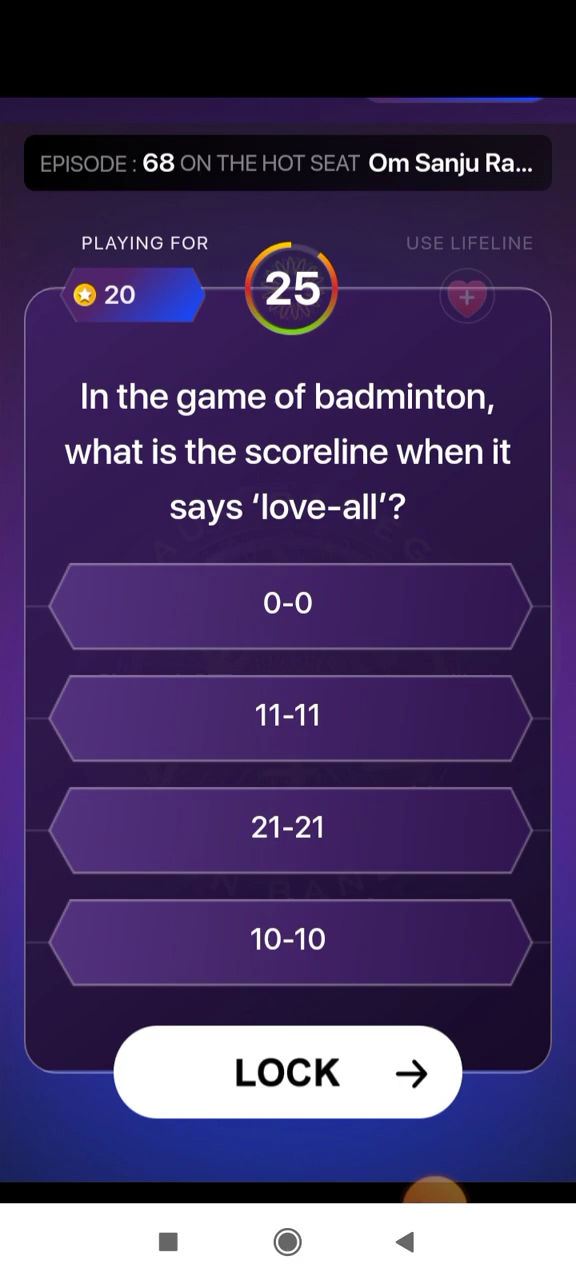 EPISODE : 68 ON THE HOT SEAT Om Sanju Ra...
PLAYING FOR
USE LIFELINE
20
25
In the game of badminton,
what is the scoreline when it
says ‘love-all’?
0-0
11-11
21-21
10-10
LOCK